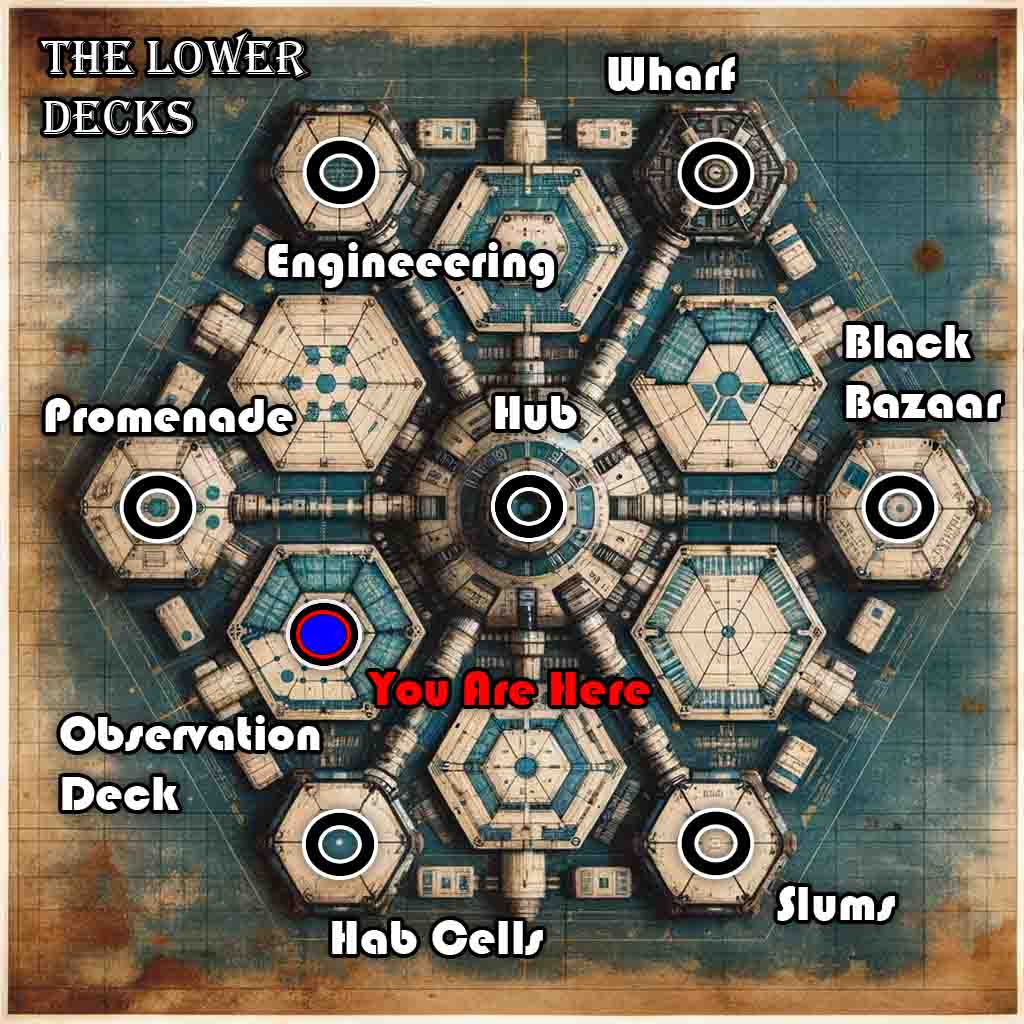 THE LOWER
DECKS
Wharf
Engineeering
Black
Bazaar
Promenade
Hub
You Are Here
Observation
Deck
Slums
Hab Cells